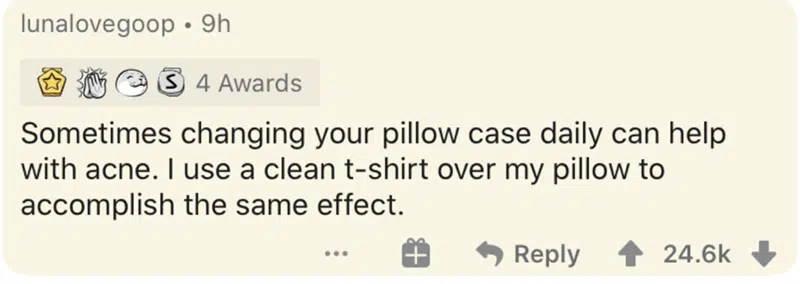 lunalovegoop • 9h
S 4 Awards
Sometimes changing your pillow case daily can help
with acne. I use a clean t-shirt over my pillow to
accomplish the same effect.
... Reply 24.6k